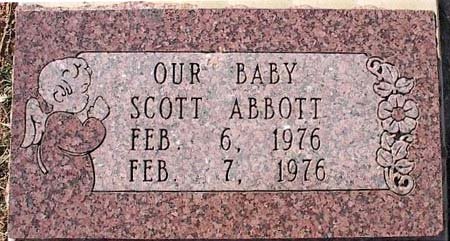 OUR BABY
SCOTT ABBOTT
FEB. 6, 1976
FEB. 7, 1976